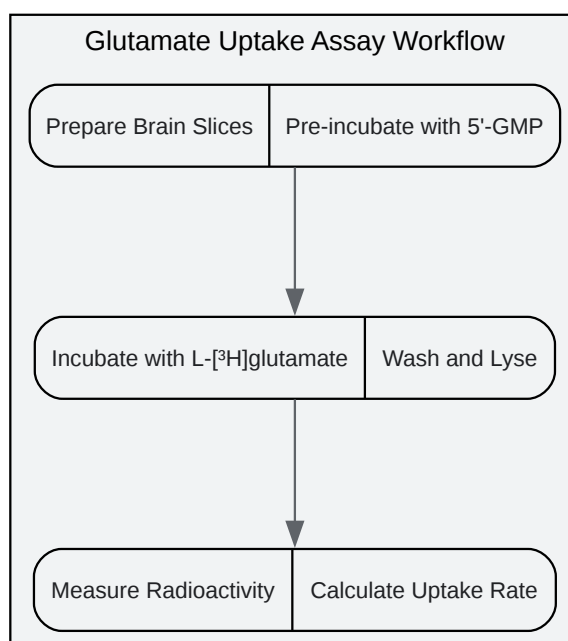 Glutamate Uptake Assay Workflow
Prepare Brain Slices
Pre-incubate with 5'-GMP
Incubate with L-[³H]glutamate
Wash and Lyse
Measure Radioactivity
Calculate Uptake Rate